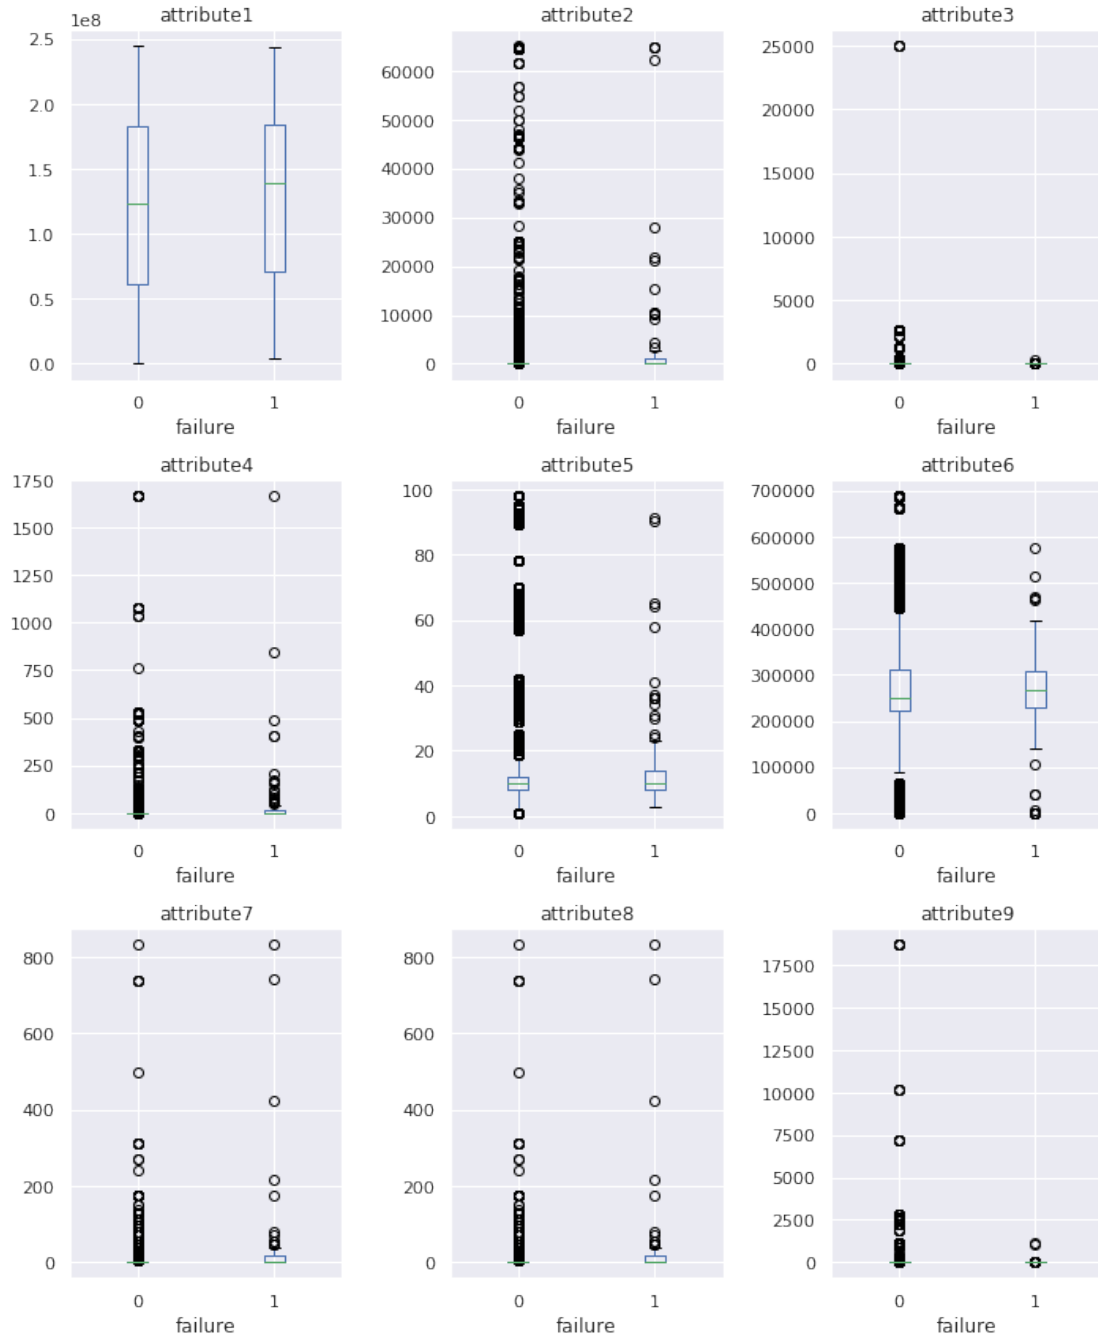 attribute1 attribute2 attribute3
1e8
2.5 60000 25000
2.0 50000 20000
1.5 40000 15000
1.0 30000 10000
0.5 20000 5000
0.0 10000 0
0
0 1 0 1 0 1
failure failure failure
attribute4 attribute5 attribute6
1750 100 700000
1500 80 600000
1250 60 500000
1000 40 400000
750 20 300000
500 0 200000
250 100000
0 0
0 1 0 1 0 1
failure failure failure
attribute7 attribute8 attribute9
800 800 17500
600 600 15000
400 400 12500
200 200 10000
0 0 7500
5000
2500
0
0 1 0 1 0 1
failure failure failure